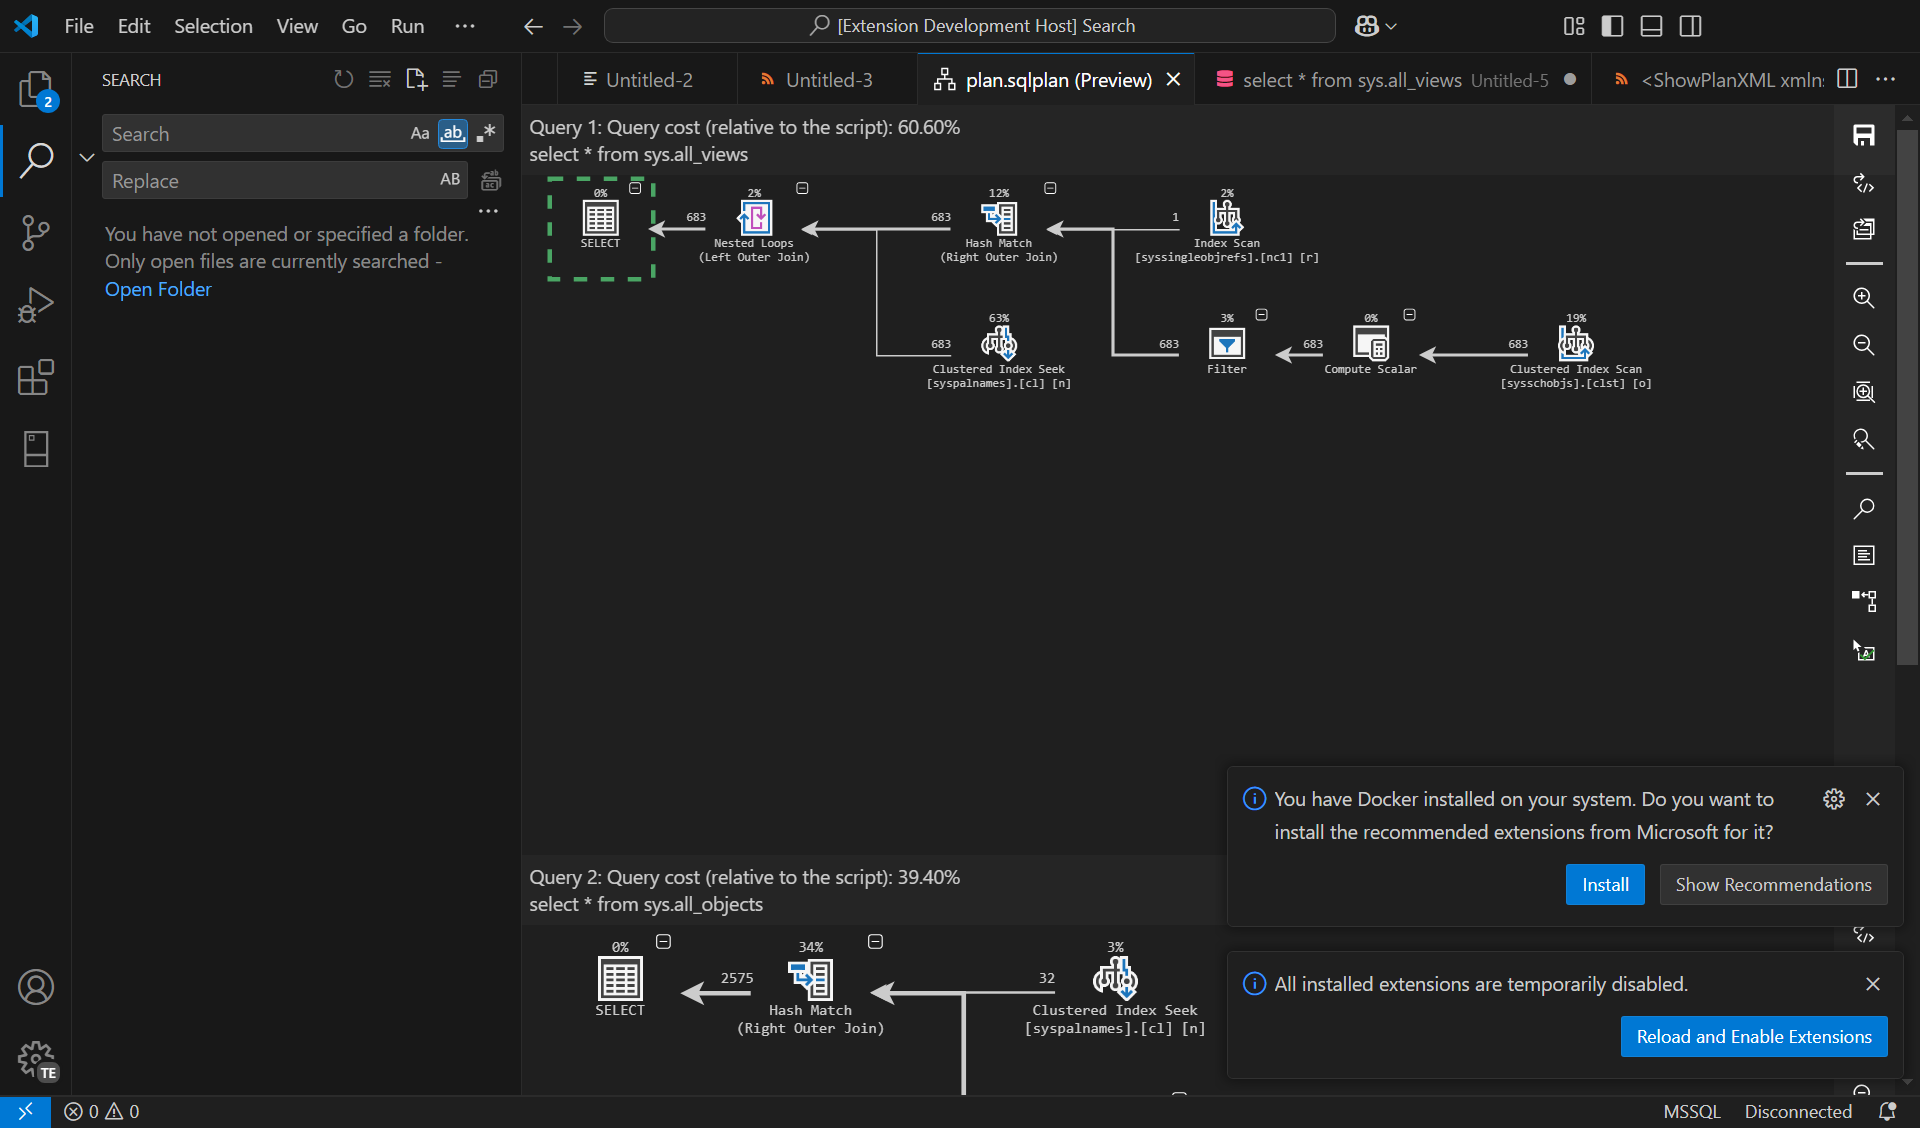 File Edit Selection View Go Run ···
[Extension Development Host] Search
2
SEARCH
Search
Aa
ab
Replace
AB
You have not opened or specified a folder.
Only open files are currently searched -
Open Folder
Untitled-2
Untitled-3
plan.sqlplan (Preview)
select * from sys.all_views Untitled-5
<ShowPlanXML xmlns
Query 1: Query cost (relative to the script): 60.60%
select * from sys.all_views
0%
SELECT
683
2%
Nested Loops
(Left Outer Join)
683
12%
Hash Match
(Right Outer Join)
1
2%
Index Scan
[syssingleobjrefs].[nc1] [r]
683
63%
Clustered Index Seek
[syspalnames].[cl] [n]
683
3%
Filter
683
0%
Compute Scalar
683
19%
Clustered Index Scan
[sysschobjs].[clst] [o]
Query 2: Query cost (relative to the script): 39.40%
select * from sys.all_objects
0%
SELECT
2575
34%
Hash Match
(Right Outer Join)
32
3%
Clustered Index Seek
[syspalnames].[cl] [n]
You have Docker installed on your system. Do you want to
install the recommended extensions from Microsoft for it?
Install
Show Recommendations
All installed extensions are temporarily disabled.
Reload and Enable Extensions
TE
0 0
MSSQL Disconnected